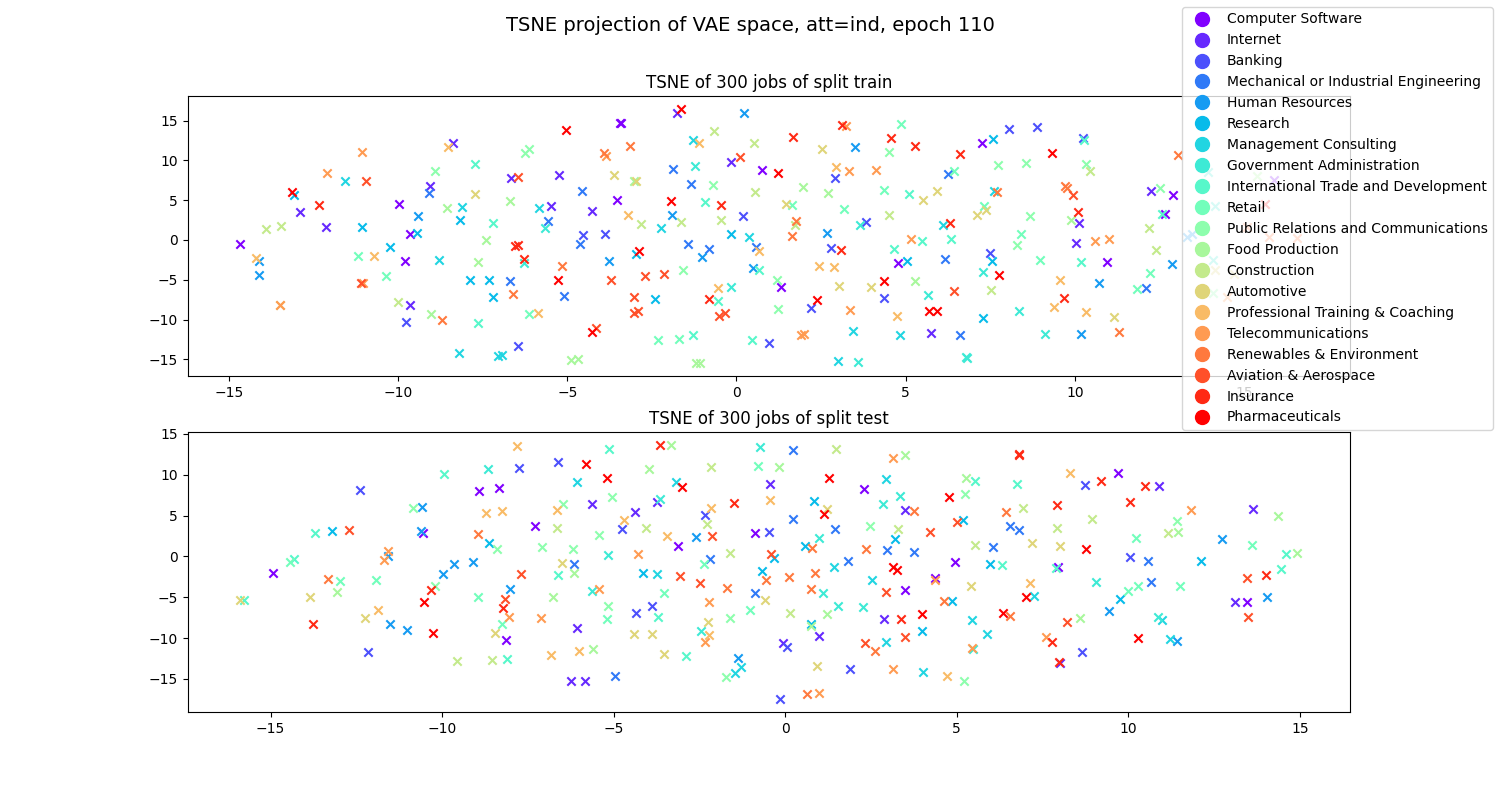 TSNE projection of VAE space, att=ind, epoch 110
TSNE of 300 jobs of split train
15
10
5
0
−5
−10
−15
−15
−10
−5
0
5
10
15
Computer Software
Internet
Banking
Mechanical or Industrial Engineering
Human Resources
Research
Management Consulting
Government Administration
International Trade and Development
Retail
Public Relations and Communications
Food Production
Construction
Automotive
Professional Training & Coaching
Telecommunications
Renewables & Environment
Aviation & Aerospace
Insurance
Pharmaceuticals
TSNE of 300 jobs of split test
15
10
5
0
−5
−10
−15
−15
−10
−5
0
5
10
15